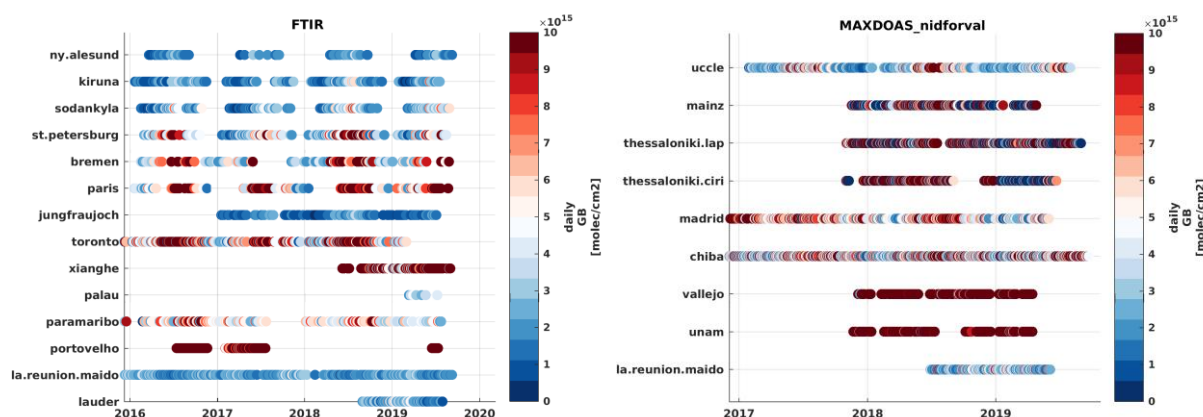 FTIR
×10^15
ny.alesund
kiruna
sodankyla
st.petersburg
bremen
paris
jungfraujoch
toronto
xianghe
palau
paramaribo
portovelho
la.reunion.maido
lauder
2016 2017 2018 2019 2020
10
9
8
7
6
5
4
3
2
1
0
daily
GB
[molec/cm2]
MAXDOAS_nidforval
×10^15
uccle
mainz
thessaloniki.lap
thessaloniki.ciri
madrid
chiba
vallejo
unam
la.reunion.maido
2017 2018 2019
10
9
8
7
6
5
4
3
2
1
0
daily
GB
[molec/cm2]